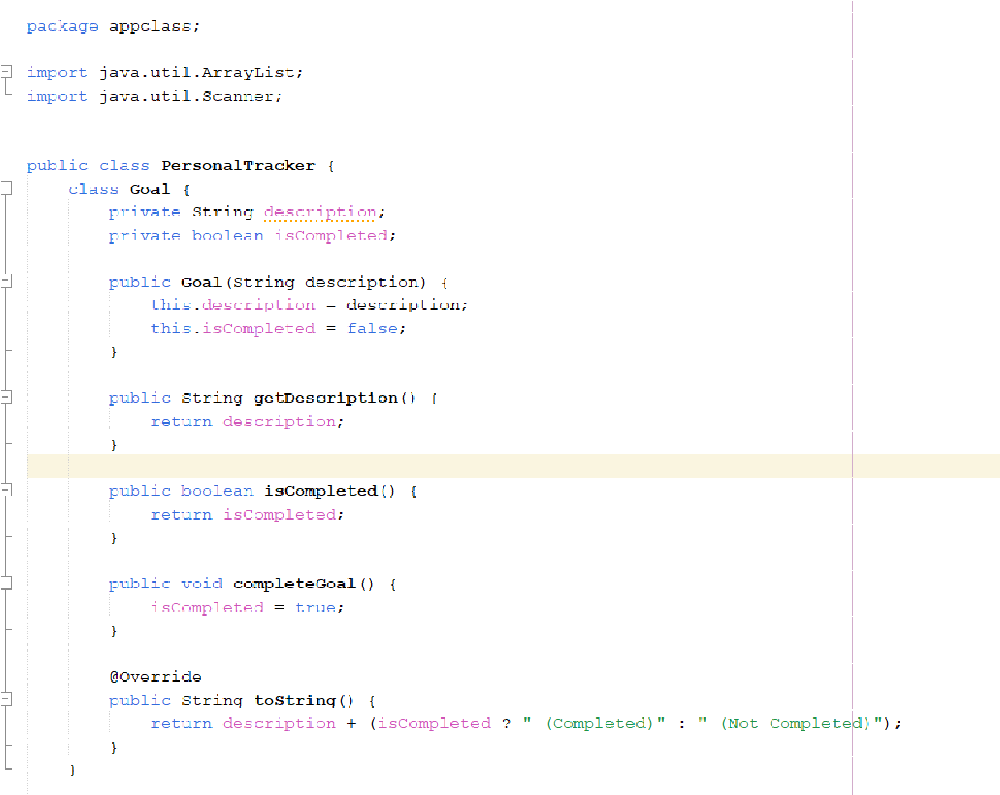 package appclass;
import java.util.ArrayList;
import java.util.Scanner;
public class PersonalTracker {
class Goal {
private String description;
private boolean isCompleted;
public Goal(String description) {
this.description = description;
this.isCompleted = false;
}
public String getDescription() {
return description;
}
public boolean isCompleted() {
return isCompleted;
}
public void completeGoal() {
isCompleted = true;
}
@Override
public String toString() {
return description + (isCompleted ? " (Completed)" : " (Not Completed)");
}
}